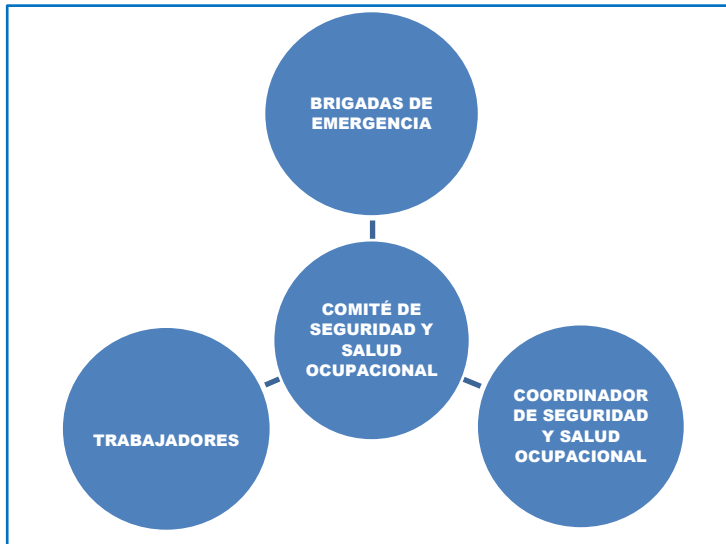 BRIGADAS DE
EMERGENCIA
COMITÉ DE
SEGURIDAD Y
SALUD
OCUPACIONAL
TRABAJADORES
COORDINADOR
DE SEGURIDAD
Y SALUD
OCUPACIONAL